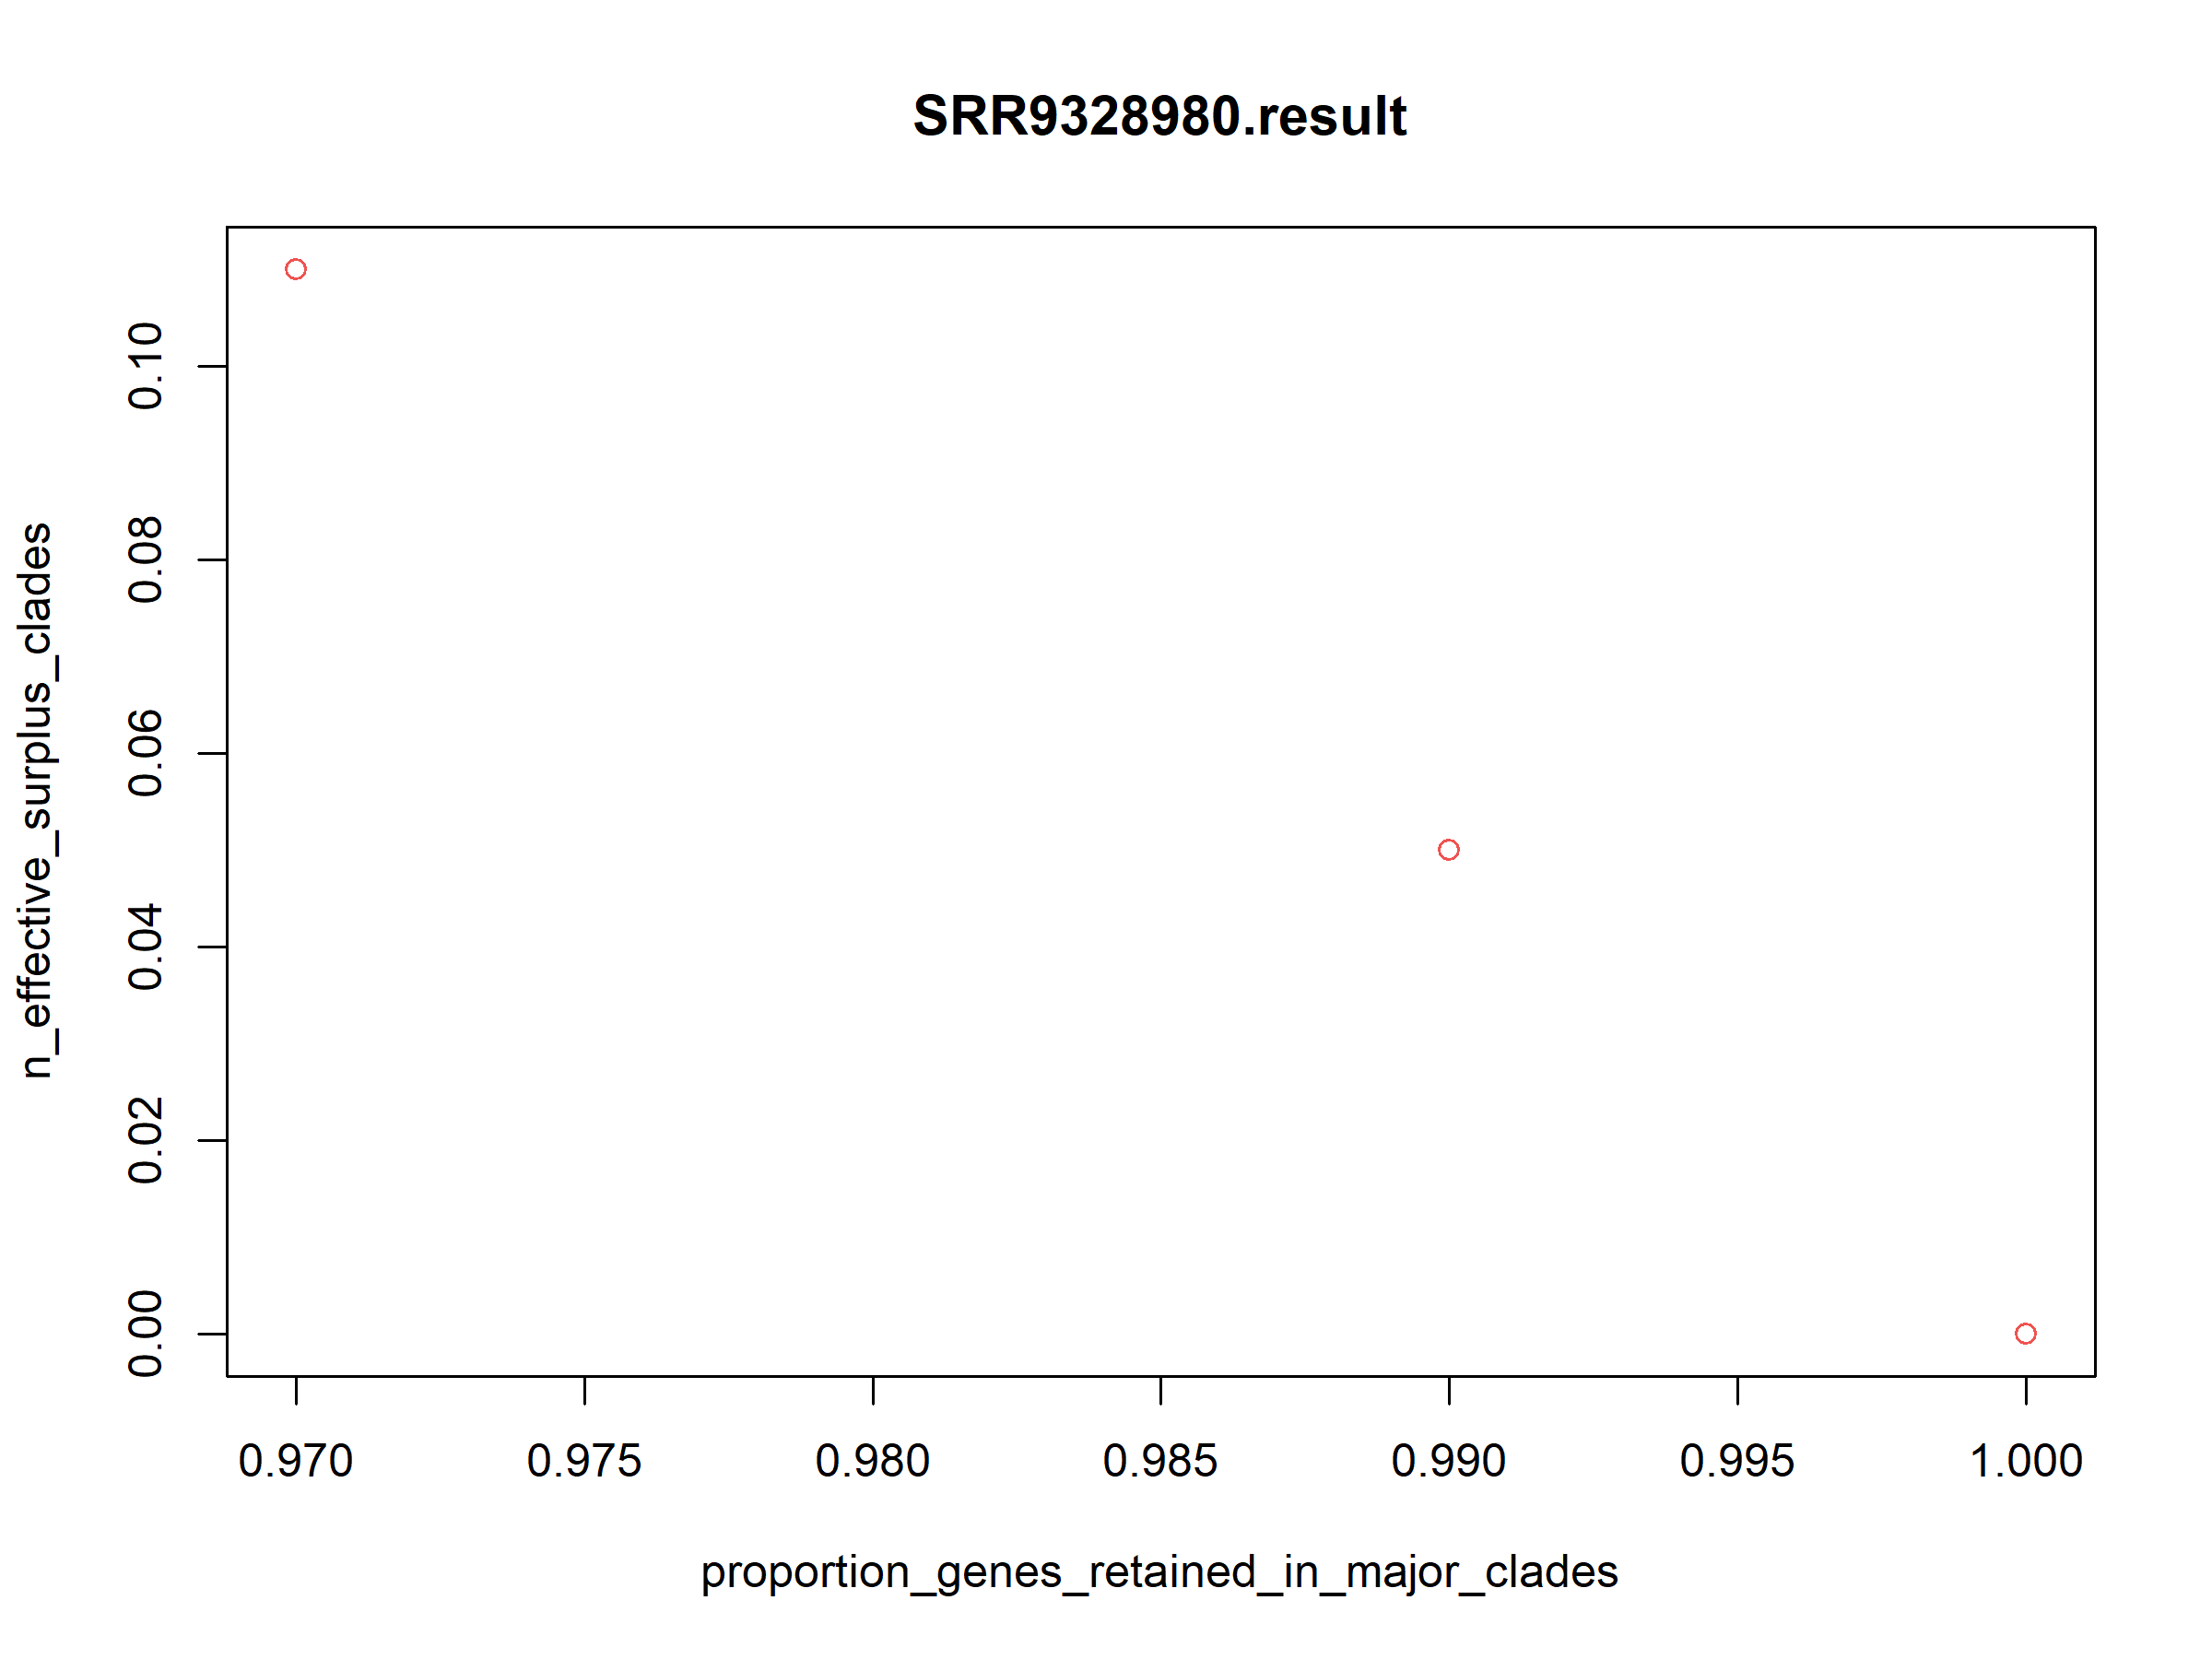 SRR9328980.result
n_effective_surplus_clades
0.10
0.08
0.06
0.04
0.02
0.00
0.970 0.975 0.980 0.985 0.990 0.995 1.000
proportion_genes_retained_in_major_clades